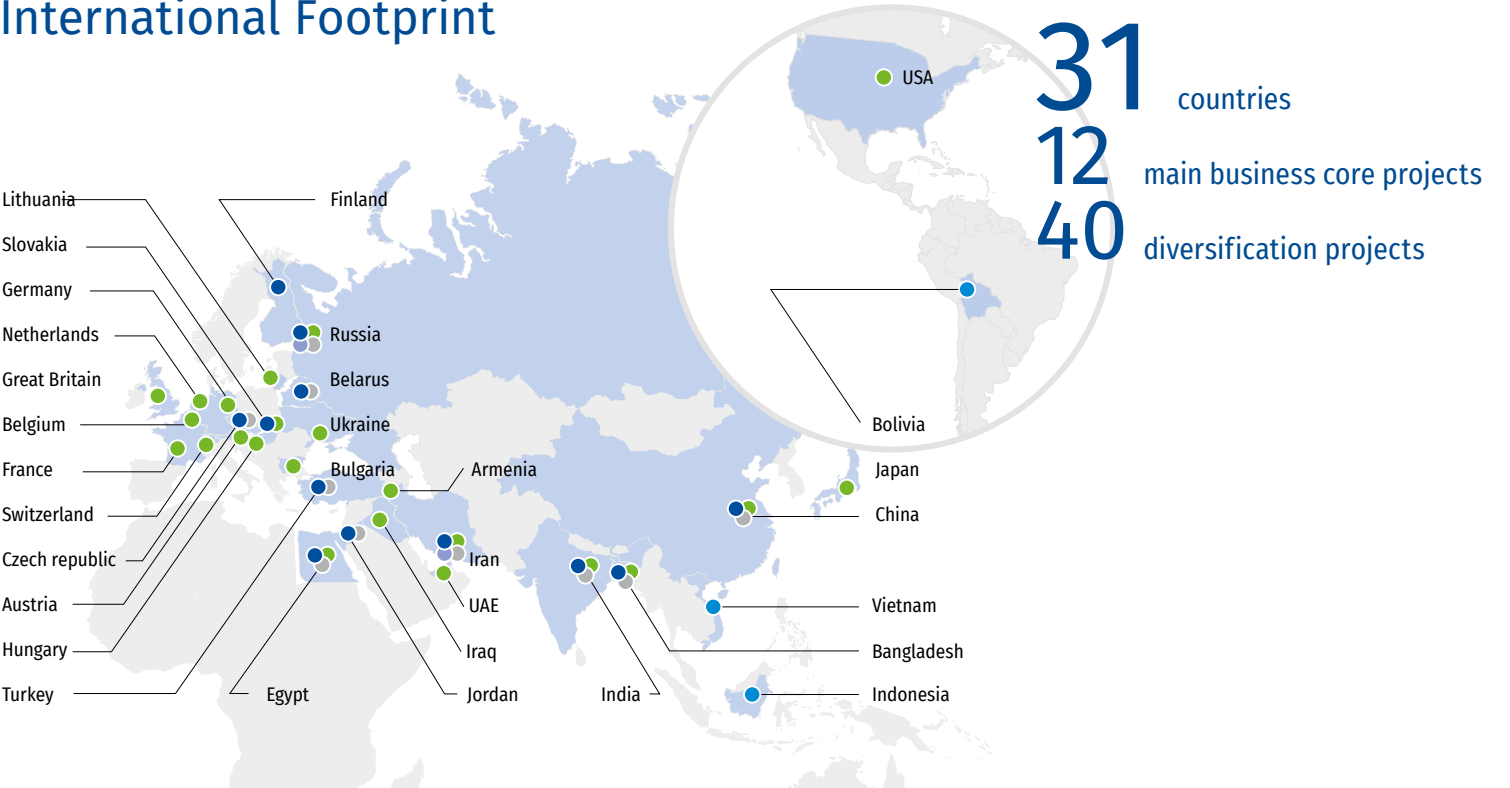 International Footprint
31 countries
12 main business core projects
40 diversification projects
USA
Lithuania
Finland
Slovakia
Germany
Netherlands
Russia
Great Britain
Belarus
Belgium
Ukraine
Bolivia
France
Bulgaria
Armenia
Japan
Switzerland
China
Czech republic
Iran
Austria
UAE
Vietnam
Hungary
Iraq
Bangladesh
Turkey
Egypt
Jordan
India
Indonesia